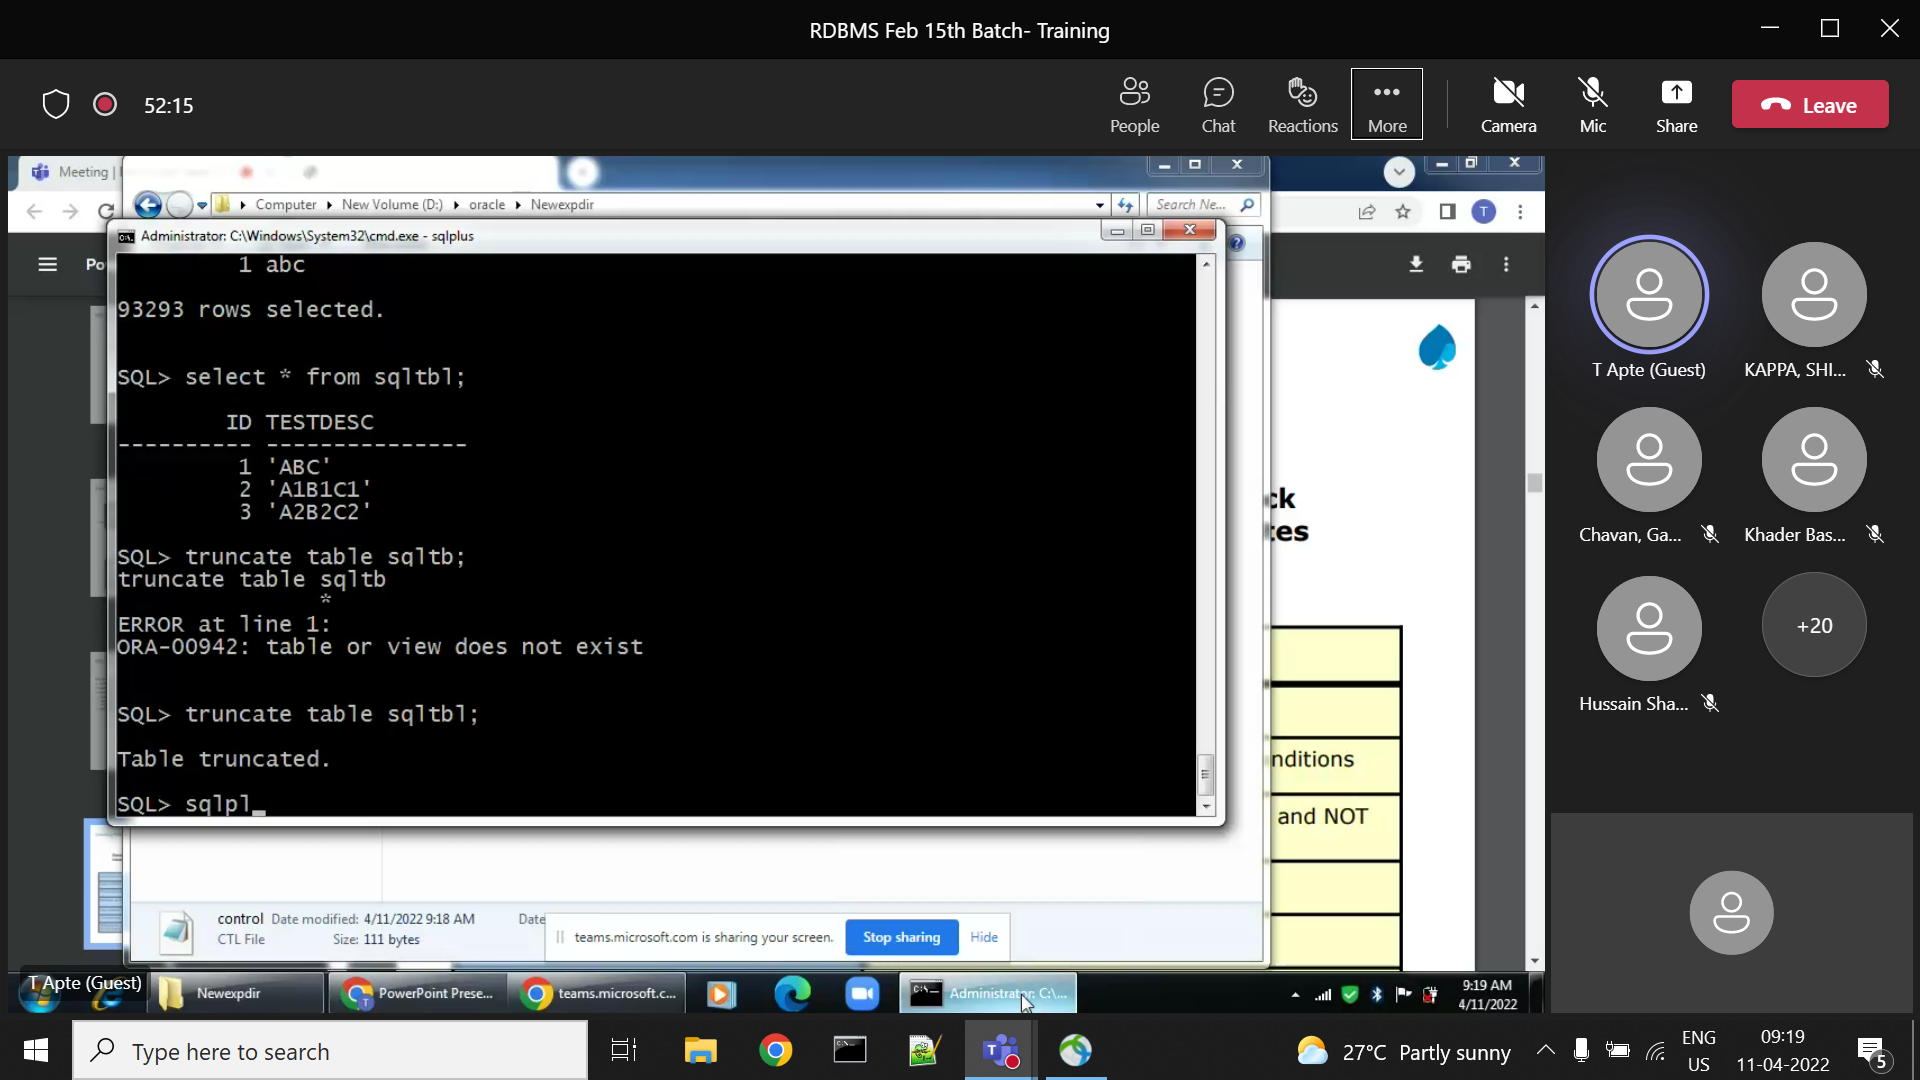 RDBMS Feb 15th Batch- Training
52:15
People
Chat
Reactions
More
Camera
Mic
Share
Leave
Meeting |
Computer
New Volume (D:)
oracle
Newexpdir
Search Ne...
T
Administrator: C:\Windows\System32\cmd.exe - sqlplus
Po
1 abc
93293 rows selected.
SQL> select * from sqltbl;
ID TESTDESC
---------- ---------------
1 'ABC'
2 'A1B1C1'
3 'A2B2C2'
SQL> truncate table sqltb;
truncate table sqltb
*
ERROR at line 1:
ORA-00942: table or view does not exist
SQL> truncate table sqltbl;
Table truncated.
SQL> sqlpl_
ck
tes
nditions
and NOT
control
Date modified: 4/11/2022 9:18 AM
Date
CTL File
Size: 111 bytes
teams.microsoft.com is sharing your screen.
Stop sharing
Hide
T Apte (Guest)
Newexpdir
PowerPoint Prese...
teams.microsoft.c...
Administrator: C:\...
9:19 AM
4/11/2022
T Apte (Guest)
KAPPA, SHI...
Chavan, Ga...
Khader Bas...
Hussain Sha...
+20
Type here to search
27°C Partly sunny
ENG
US
09:19
11-04-2022
5